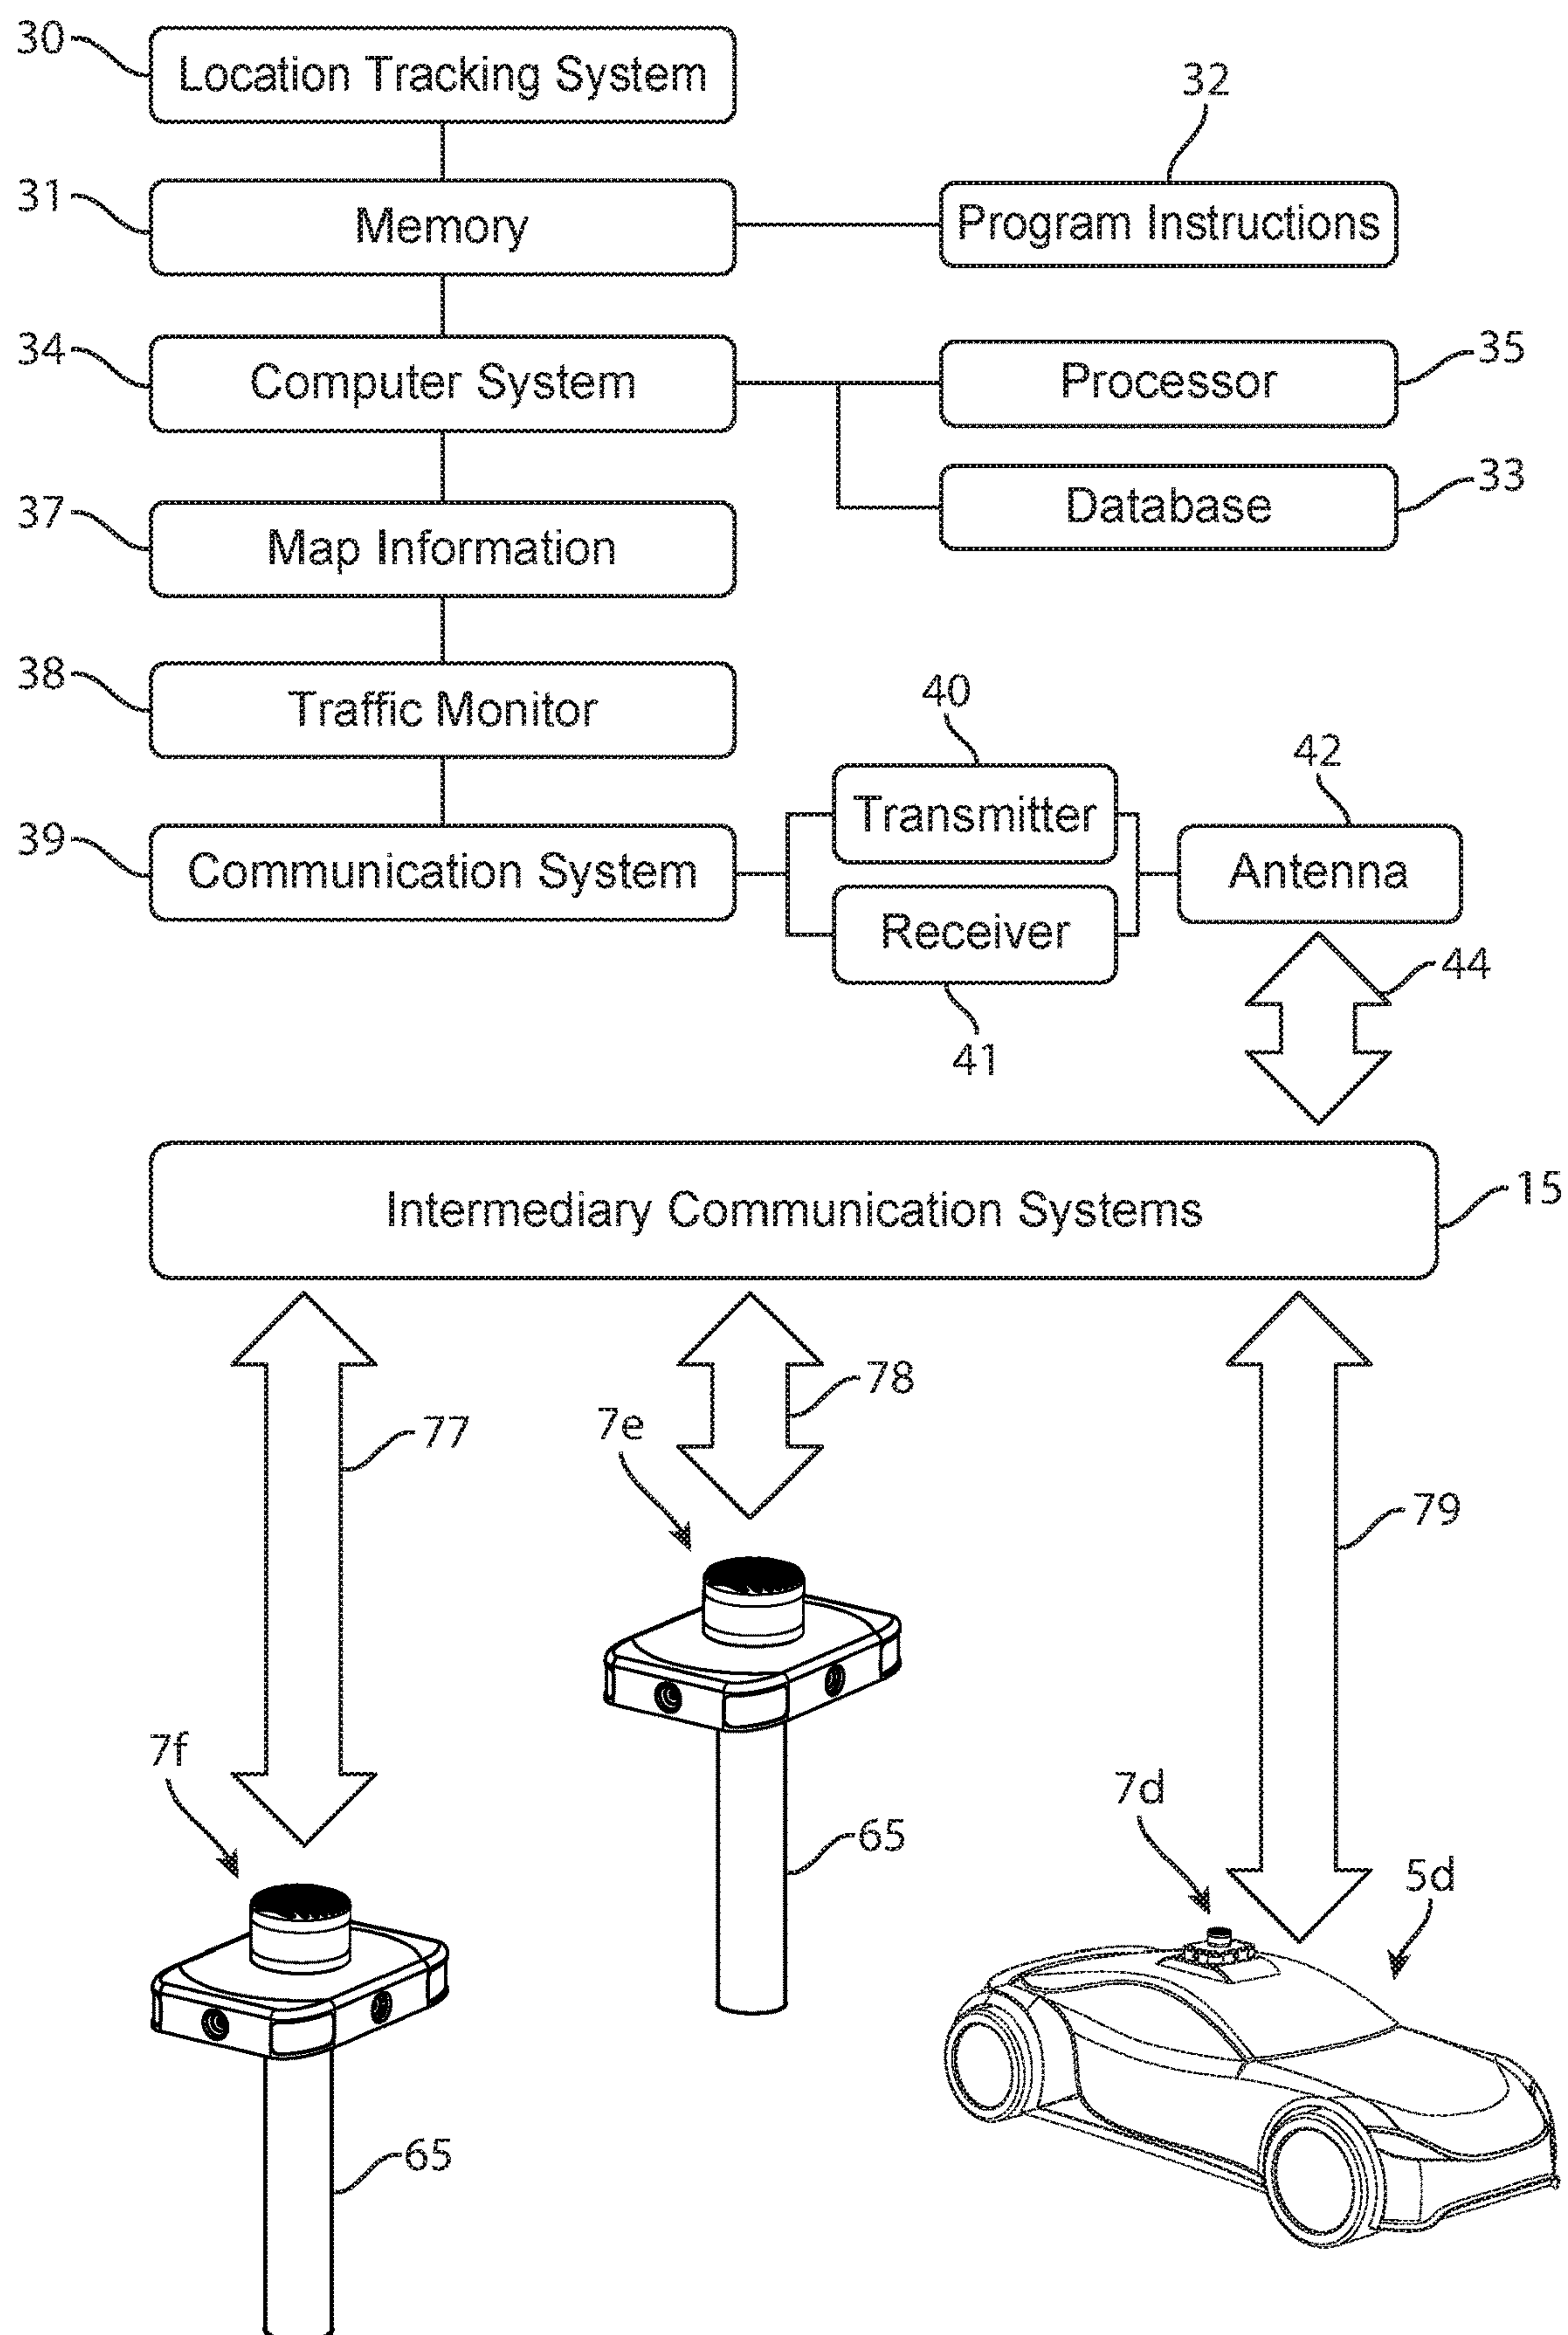 30
Location Tracking System
32
31
Memory
Program Instructions
34
Computer System
Processor
35
37
Map Information
Database
33
38
Traffic Monitor
40
42
39
Communication System
Transmitter
Receiver
Antenna
44
41
Intermediary Communication Systems
15
77
7e
78
79
7f
65
7d
5d
65